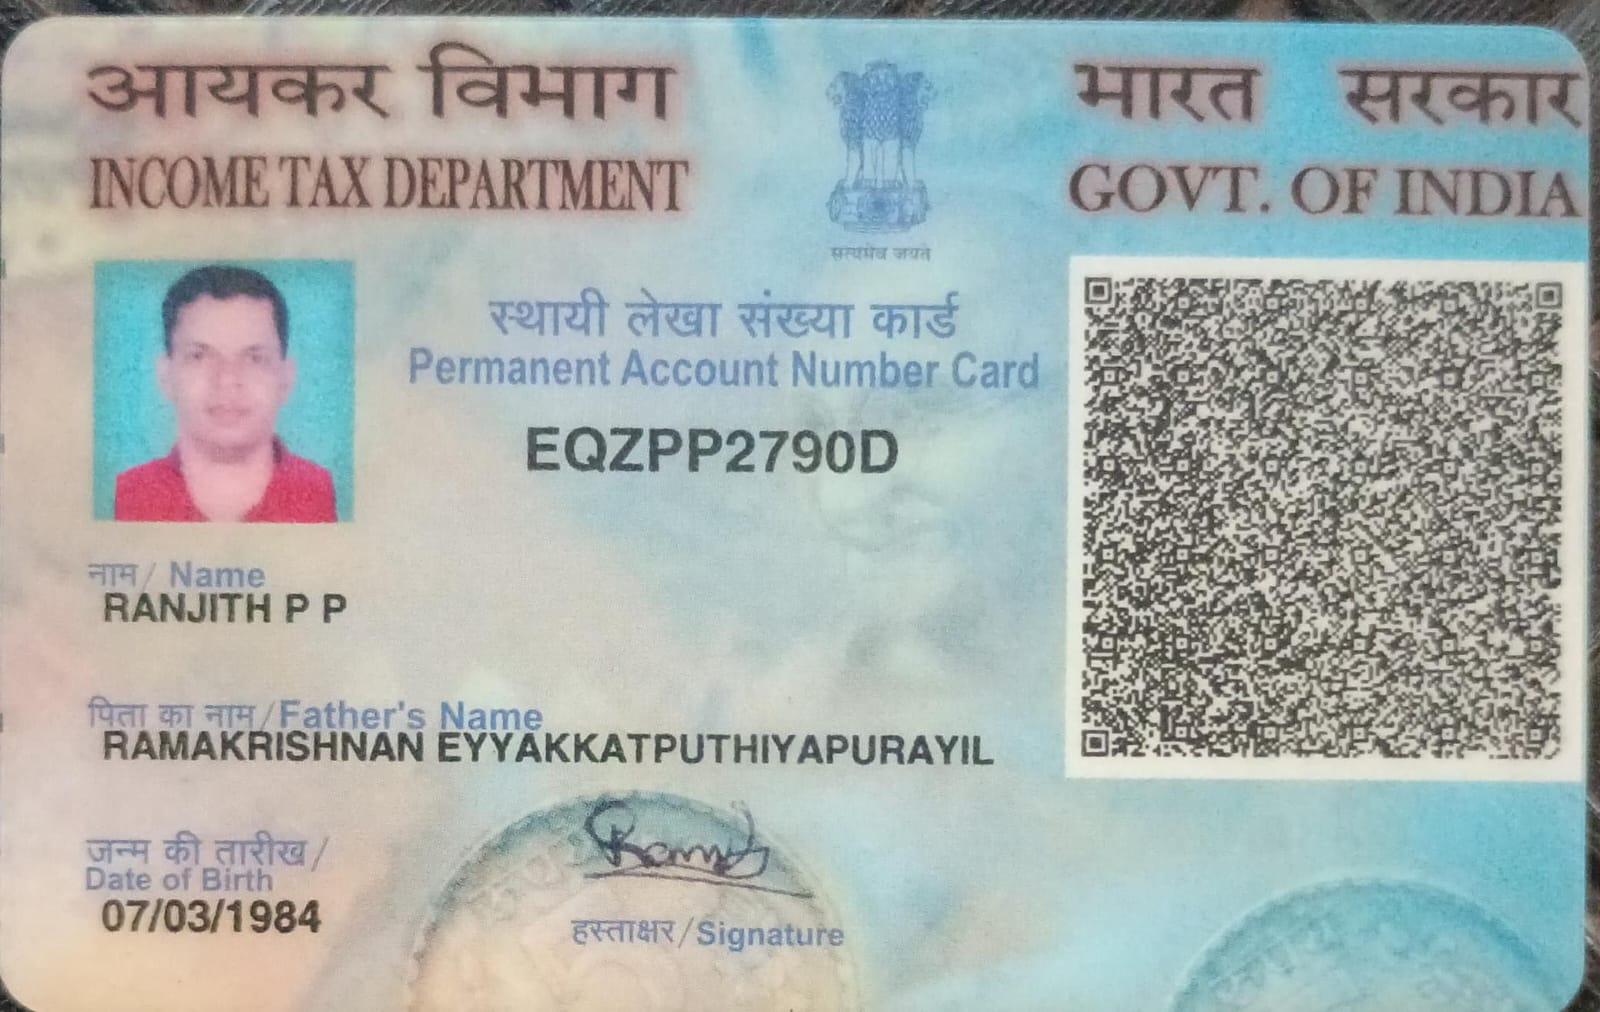 आयकर विभाग
INCOME TAX DEPARTMENT
भारत सरकार
GOVT. OF INDIA
सत्यमेव जयते
स्थायी लेखा संख्या कार्ड
Permanent Account Number Card
EQZPP2790D
नाम / Name
RANJITH P P
पिता का नाम / Father's Name
RAMAKRISHNAN EYYAKKATPUTHIYAPURAYIL
जन्म की तारीख /
Date of Birth
07/03/1984
हस्ताक्षर / Signature